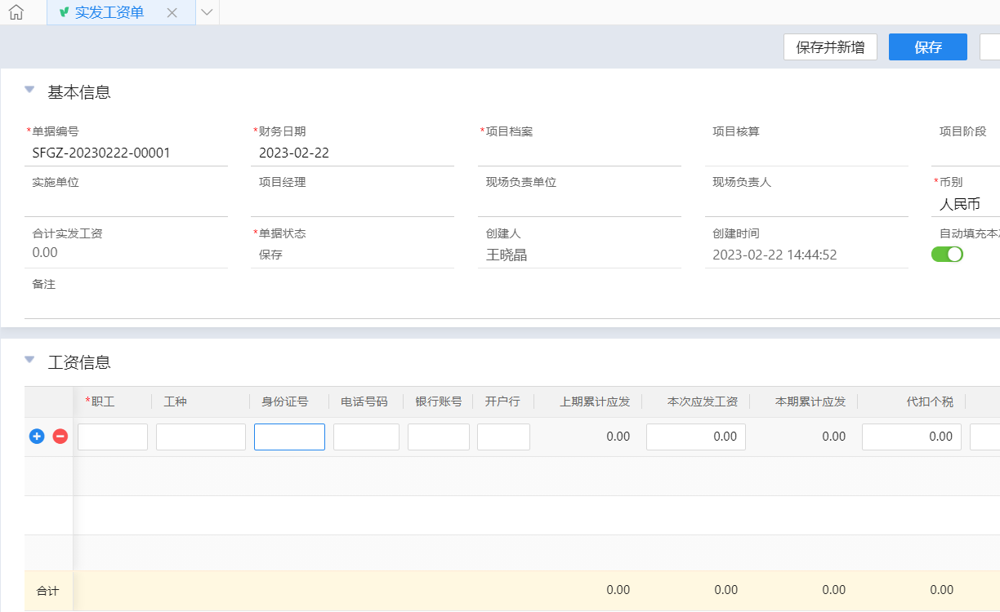 实发工资单
保存并新增 保存
基本信息
*单据编号 *财务日期 *项目档案 项目核算 项目阶段
SFGZ-20230222-00001 2023-02-22
实施单位 项目经理 现场负责单位 现场负责人 *币别
人民币
合计实发工资 *单据状态 创建人 创建时间 自动填充本
0.00 保存 王晓晶 2023-02-22 14:44:52
备注
工资信息
*职工 工种 身份证号 电话号码 银行账号 开户行 上期累计应发 本次应发工资 本期累计应发 代扣个税
0.00 0.00 0.00 0.00
合计 0.00 0.00 0.00 0.00